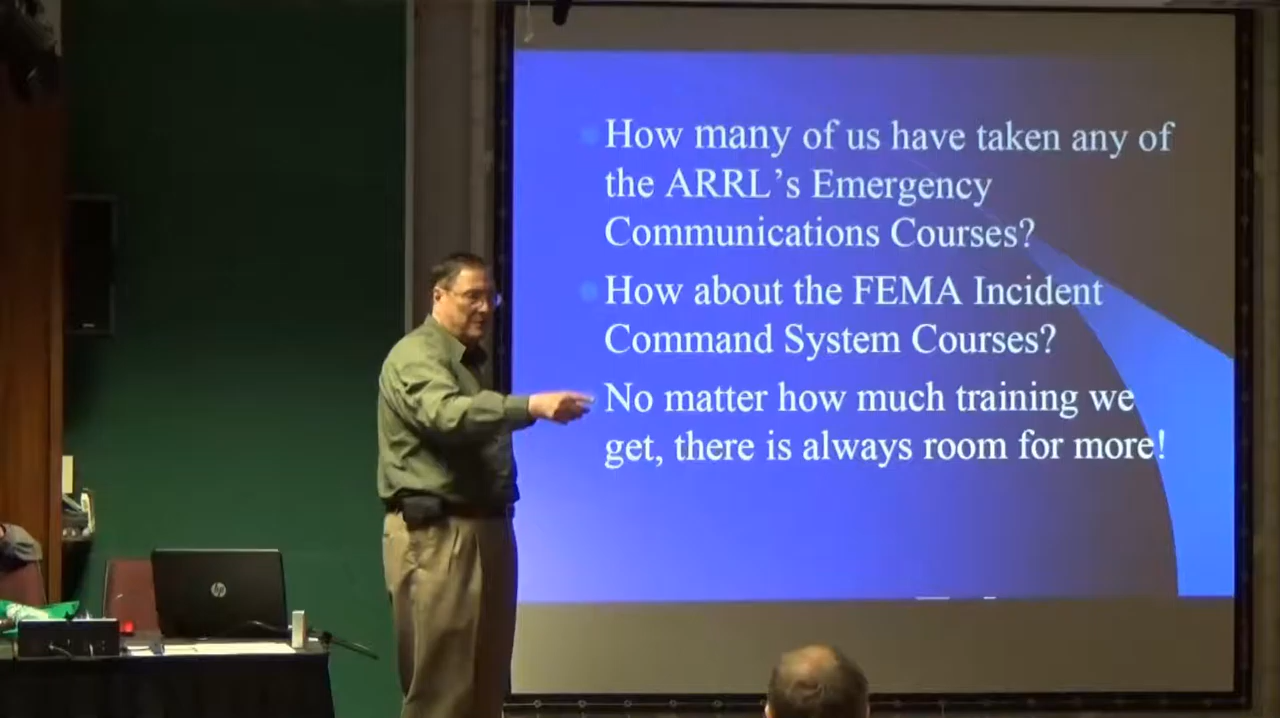 How many of us have taken any of
the ARRL's Emergency
Communications Courses?
How about the FEMA Incident
Command System Courses?
No matter how much training we
get, there is always room for more!
hp